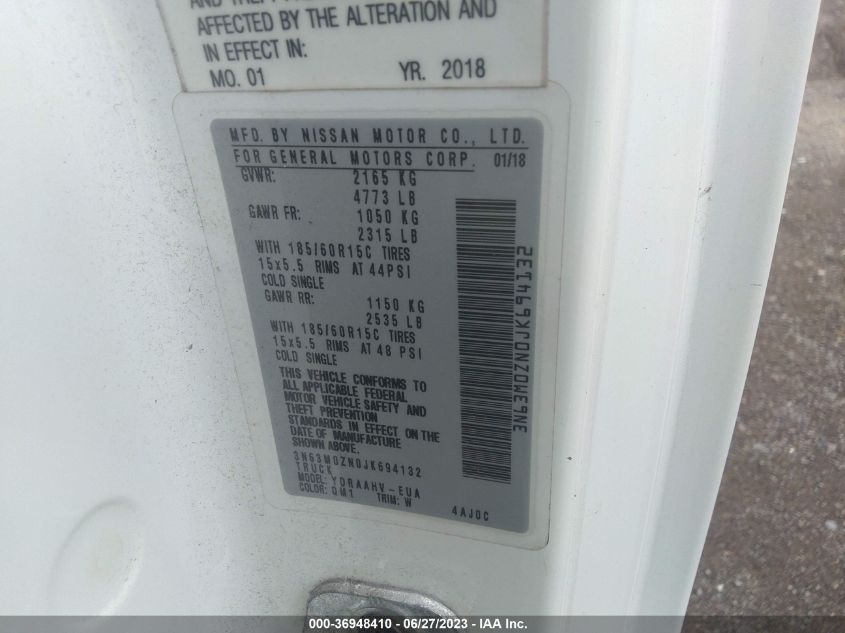 AFFECTED BY THE ALTERATION AND
IN EFFECT IN:
MO. 01 YR. 2018
MFD. BY NISSAN MOTOR CO., LTD.
FOR GENERAL MOTORS CORP. 01/18
GVWR: 2165 KG
4773 LB
GAWR FR: 1050 KG
2315 LB
WITH 185/60R15C TIRES
15x5.5 RIMS AT 44PSI
COLD SINGLE
GAWR RR: 1150 KG
2535 LB
WITH 185/60R15C TIRES
15x5.5 RIMS AT 48 PSI
COLD SINGLE
THIS VEHICLE CONFORMS TO
ALL APPLICABLE FEDERAL
MOTOR VEHICLE SAFETY AND
THEFT PREVENTION
STANDARDS IN EFFECT ON THE
DATE OF MANUFACTURE
SHOWN ABOVE.
3N63M0ZN0JK694132
TRUCK
MODEL: YDRAAHV-EUA
COLOR: QM1 TRIM: W
4AJ0C
3N63M0ZN0JK694132
000-36948410 - 06/27/2023 - IAA Inc.